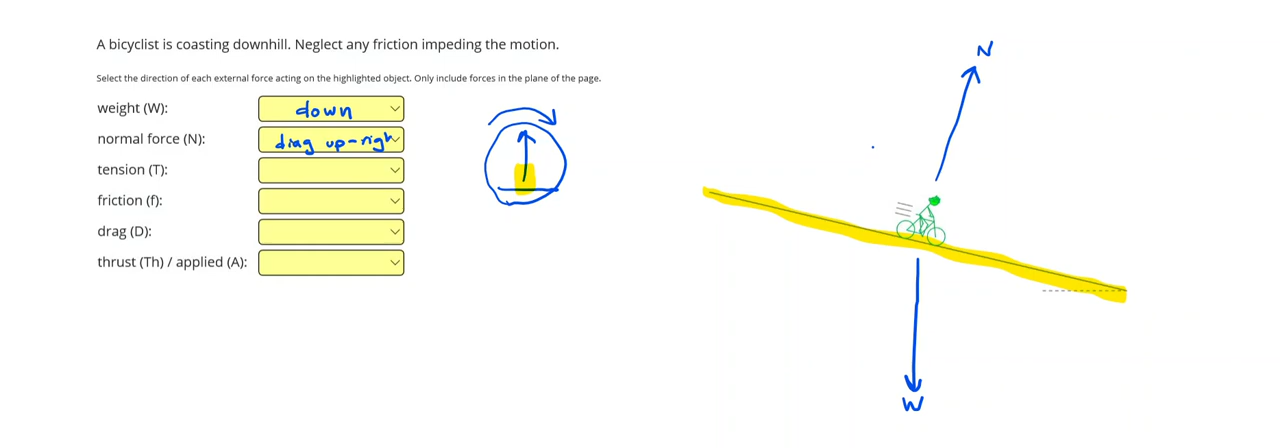 A bicyclist is coasting downhill. Neglect any friction impeding the motion.
Select the direction of each external force acting on the highlighted object. Only include forces in the plane of the page.
weight (W): down
normal force (N): diag up-righ
tension (T):
friction (f):
drag (D):
thrust (Th) / applied (A):
N
W